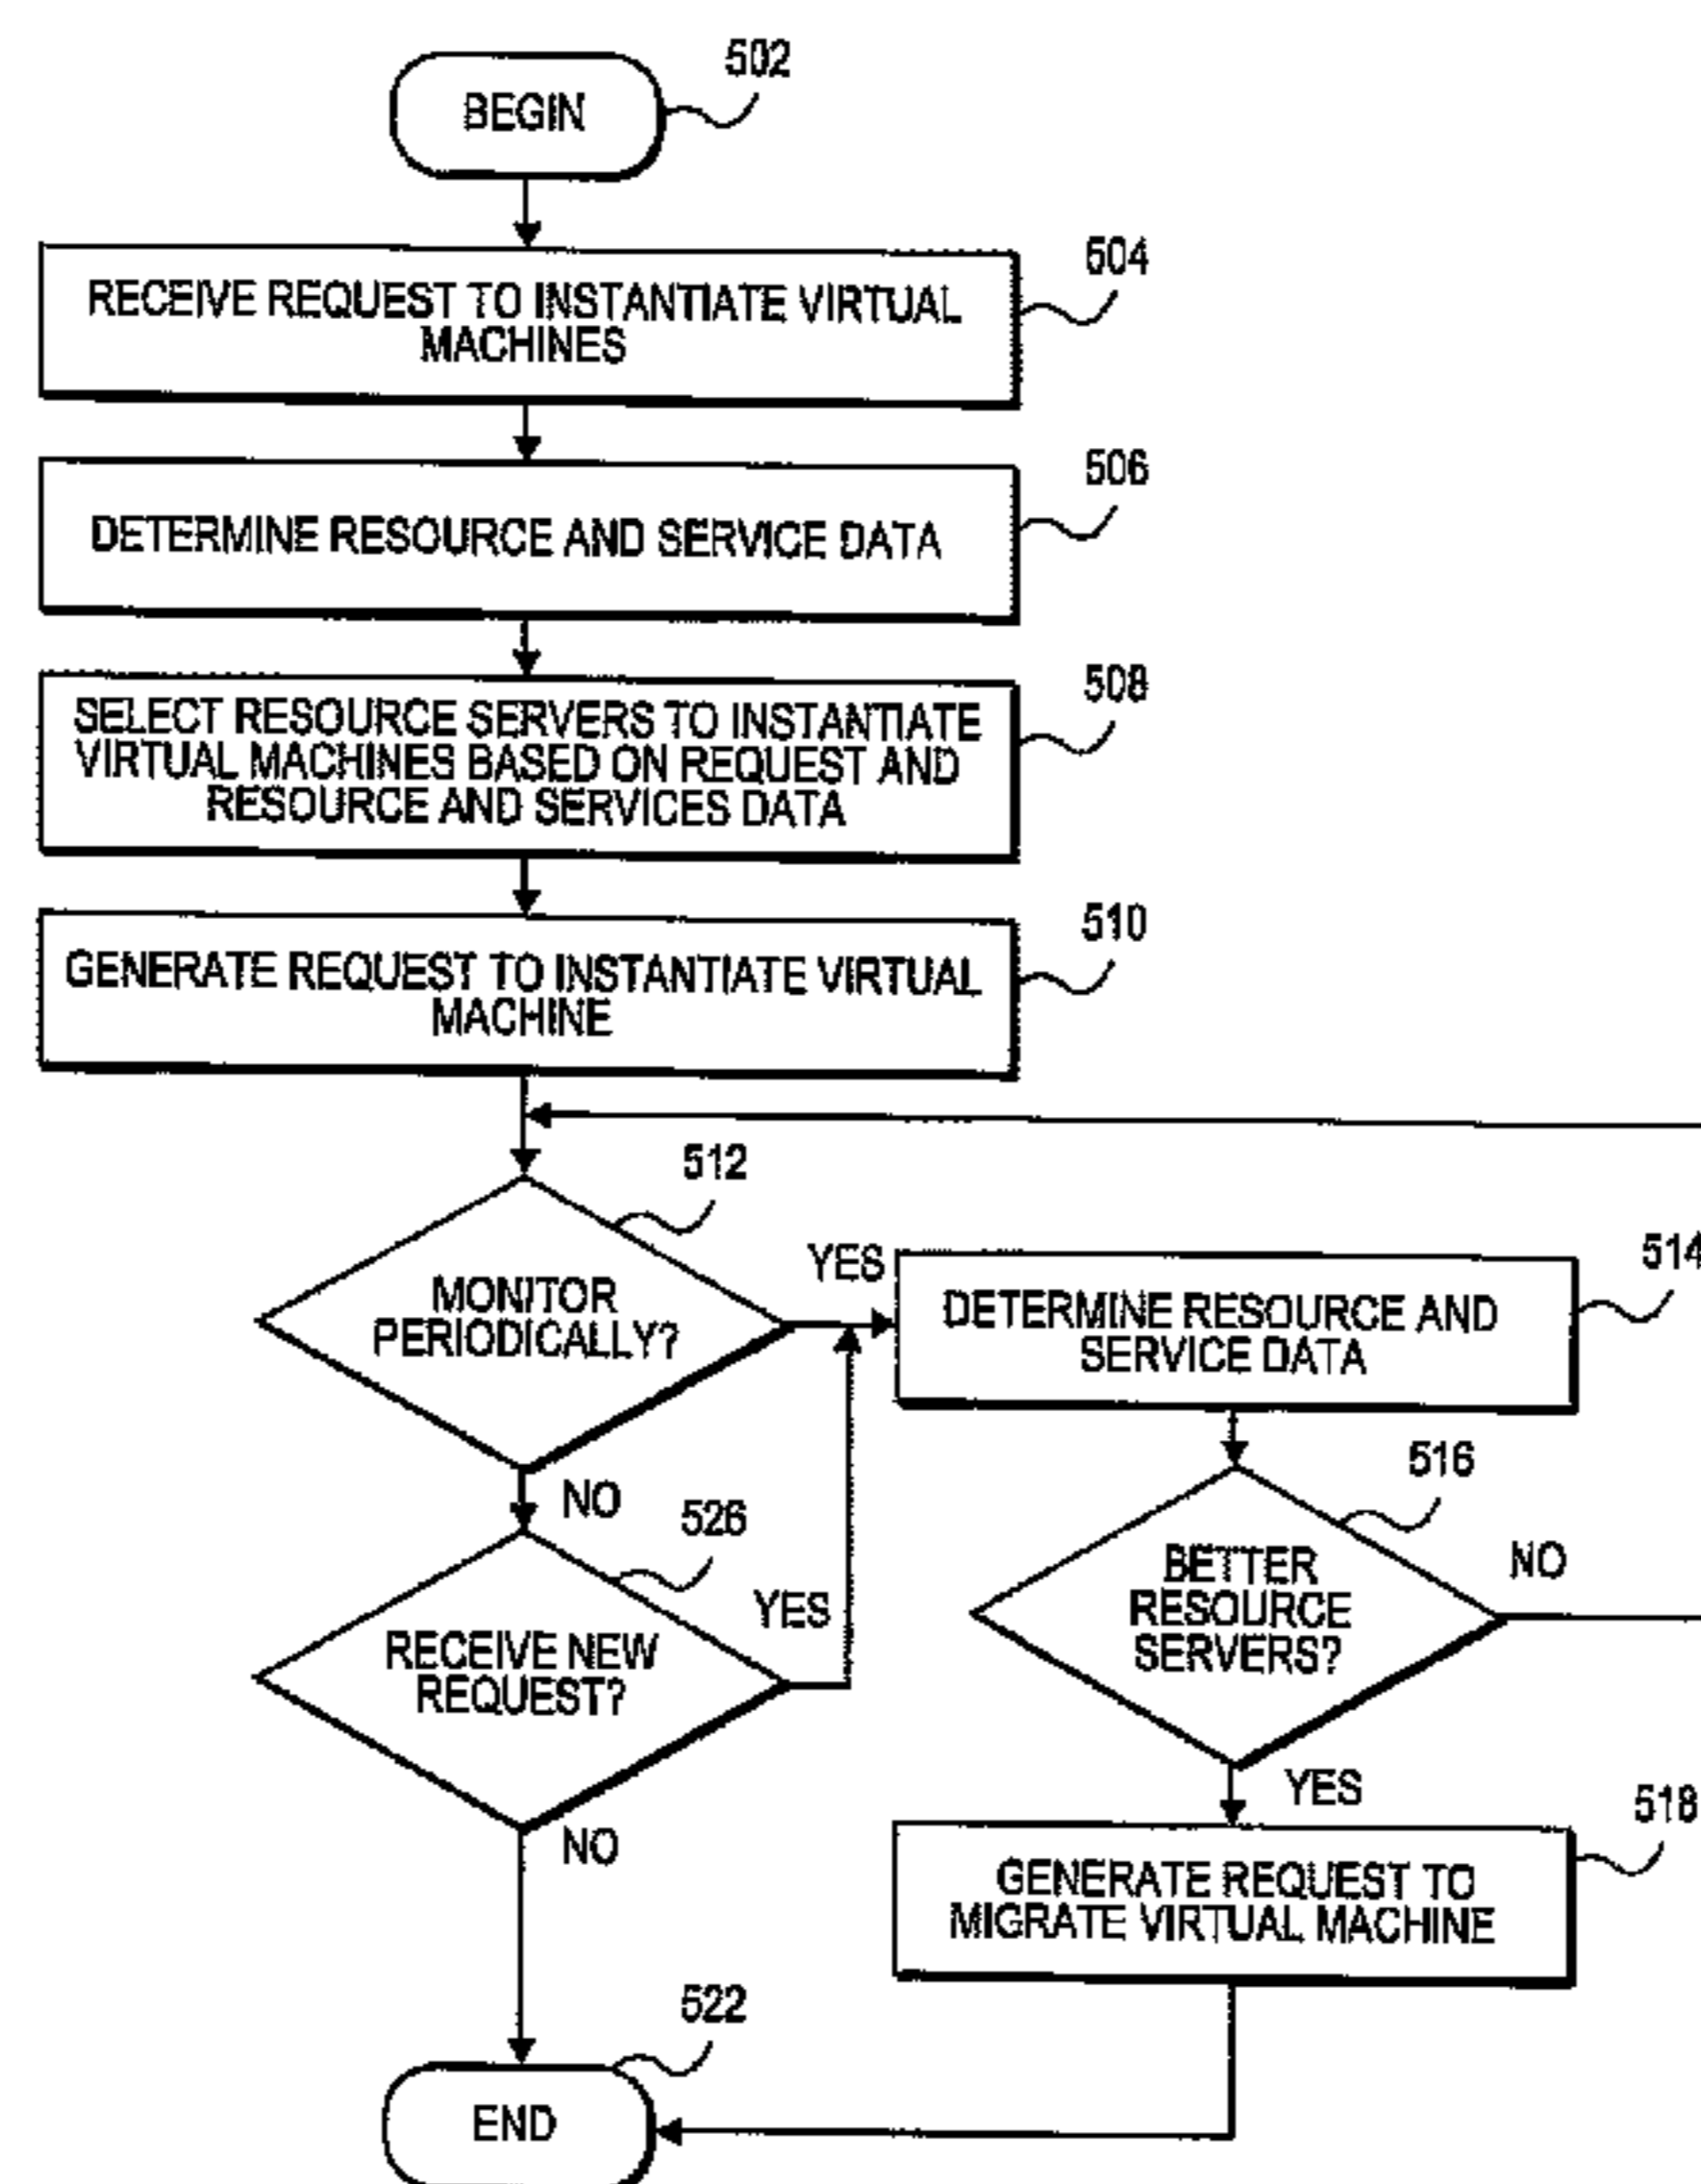 502
BEGIN
504
RECEIVE REQUEST TO INSTANTIATE VIRTUAL
MACHINES
506
DETERMINE RESOURCE AND SERVICE DATA
508
SELECT RESOURCE SERVERS TO INSTANTIATE
VIRTUAL MACHINES BASED ON REQUEST AND
RESOURCE AND SERVICES DATA
510
GENERATE REQUEST TO INSTANTIATE VIRTUAL
MACHINE
512
MONITOR
PERIODICALLY?
YES
514
DETERMINE RESOURCE AND
SERVICE DATA
NO
526
RECEIVE NEW
REQUEST?
YES
516
BETTER
RESOURCE
SERVERS?
NO
YES
518
GENERATE REQUEST TO
MIGRATE VIRTUAL MACHINE
NO
522
END